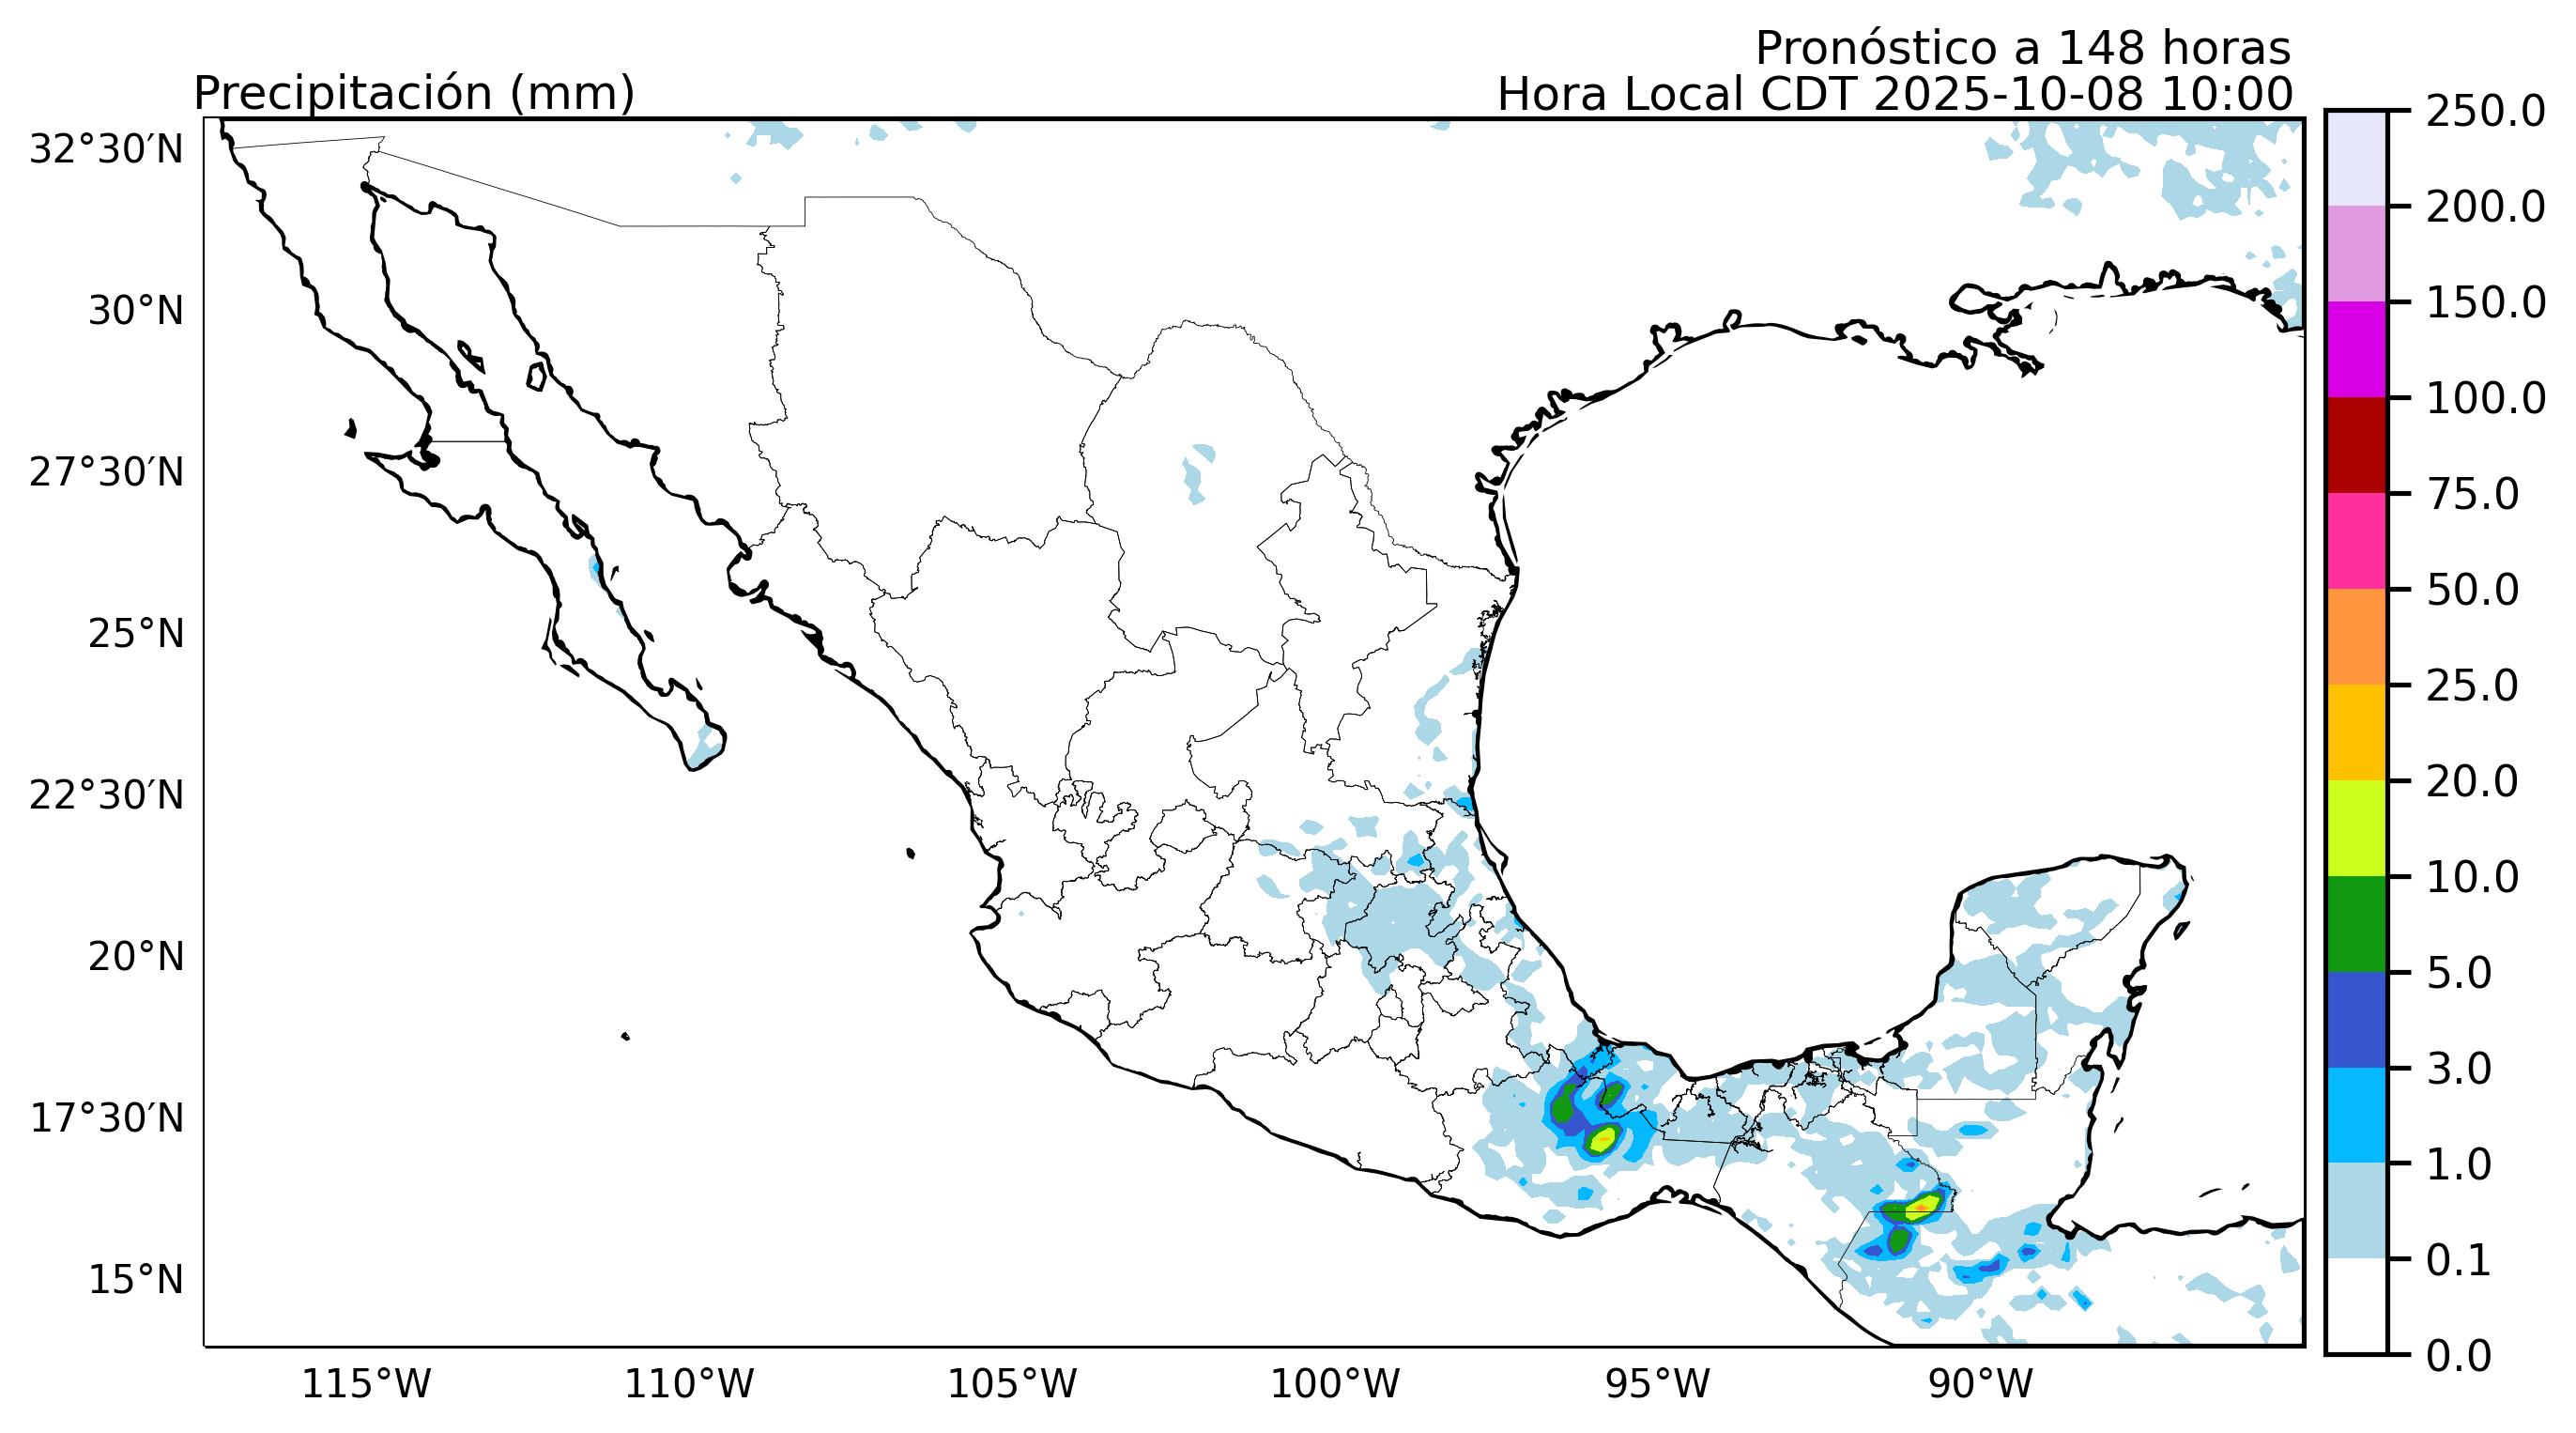 Pronóstico a 148 horas
Precipitación (mm)
Hora Local CDT 2025-10-08 10:00
32°30′N
30°N
27°30′N
25°N
22°30′N
20°N
17°30′N
15°N
115°W
110°W
105°W
100°W
95°W
90°W
250.0
200.0
150.0
100.0
75.0
50.0
25.0
20.0
10.0
5.0
3.0
1.0
0.1
0.0